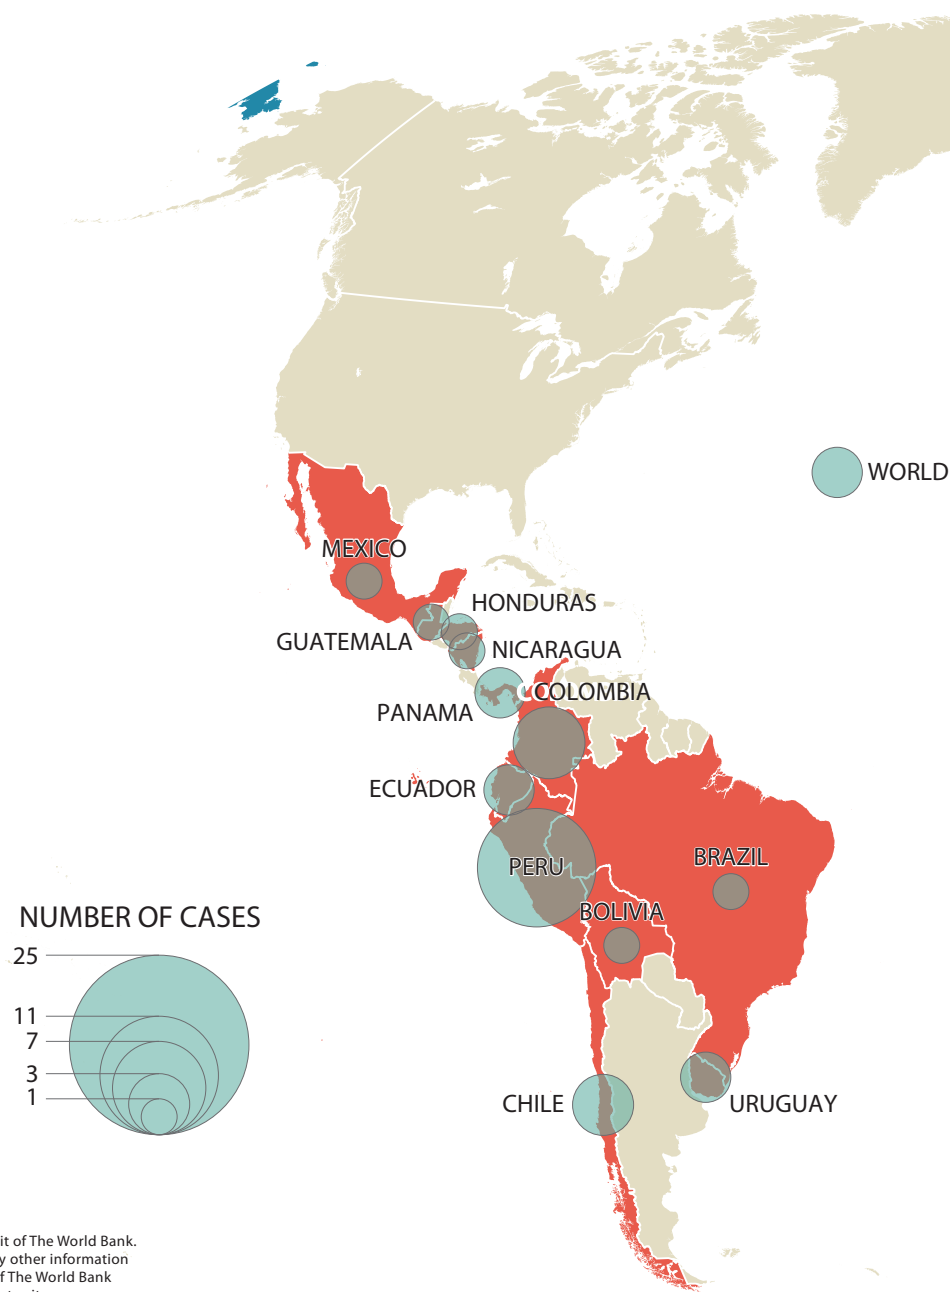 WORLD
MEXICO
HONDURAS
GUATEMALA
NICARAGUA
COLOMBIA
PANAMA
ECUADOR
BRAZIL
PERU
BOLIVIA
NUMBER OF CASES
25
11
7
3
1
CHILE
URUGUAY
it of The World Bank.
y other information
f The World Bank